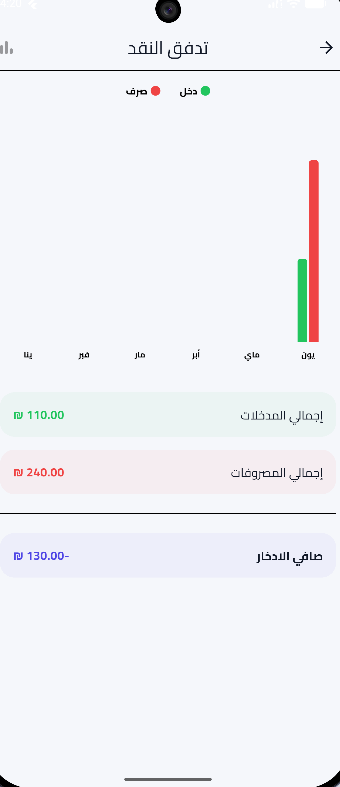 تدفق النقد
دخل صرف
ينا فبر مار أبر ماي يون
إجمالي المدخلات 110.00 ₪
إجمالي المصروفات 240.00 ₪
صافي الادخار -130.00 ₪